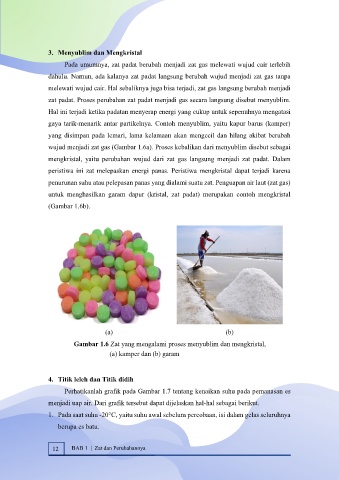 3. Menyublim dan Mengkristal
Pada umumnya, zat padat berubah menjadi zat gas melewati wujud cair terlebih
dahulu. Namun, ada kalanya zat padat langsung berubah wujud menjadi zat gas tanpa
melewati wujud cair. Hal sebaliknya juga bisa terjadi, zat gas langsung berubah menjadi
zat padat. Proses perubahan zat padat menjadi gas secara langsung disebut menyublim.
Hal ini terjadi ketika padatan menyerap energi yang cukup untuk sepenuhnya mengatasi
gaya tarik-menarik antar partikelnya. Contoh menyublim, yaitu kapur barus (kamper)
yang disimpan pada lemari, lama kelamaan akan mengecil dan hilang akibat berubah
wujud menjadi zat gas (Gambar 1.6a). Proses kebalikan dari menyublim disebut sebagai
mengkristal, yaitu perubahan wujud dari zat gas langsung menjadi zat padat. Dalam
peristiwa ini zat melepaskan energi panas. Peristiwa mengkristal dapat terjadi karena
penurunan suhu atau pelepasan panas yang dialami suatu zat. Penguapan air laut (zat gas)
untuk menghasilkan garam dapur (kristal, zat padat) merupakan contoh mengkristal
(Gambar 1.6b).
(a) (b)
Gambar 1.6 Zat yang mengalami proses menyublim dan mengkristal,
(a) kamper dan (b) garam
4. Titik leleh dan Titik didih
Perhatikanlah grafik pada Gambar 1.7 tentang kenaikan suhu pada pemanasan es
menjadi uap air. Dari grafik tersebut dapat dijelaskan hal-hal sebagai berikut.
1. Pada saat suhu -20°C, yaitu suhu awal sebelum percobaan, isi dalam gelas seluruhnya
berupa es batu.
12 BAB 1 | Zat dan Perubahannya